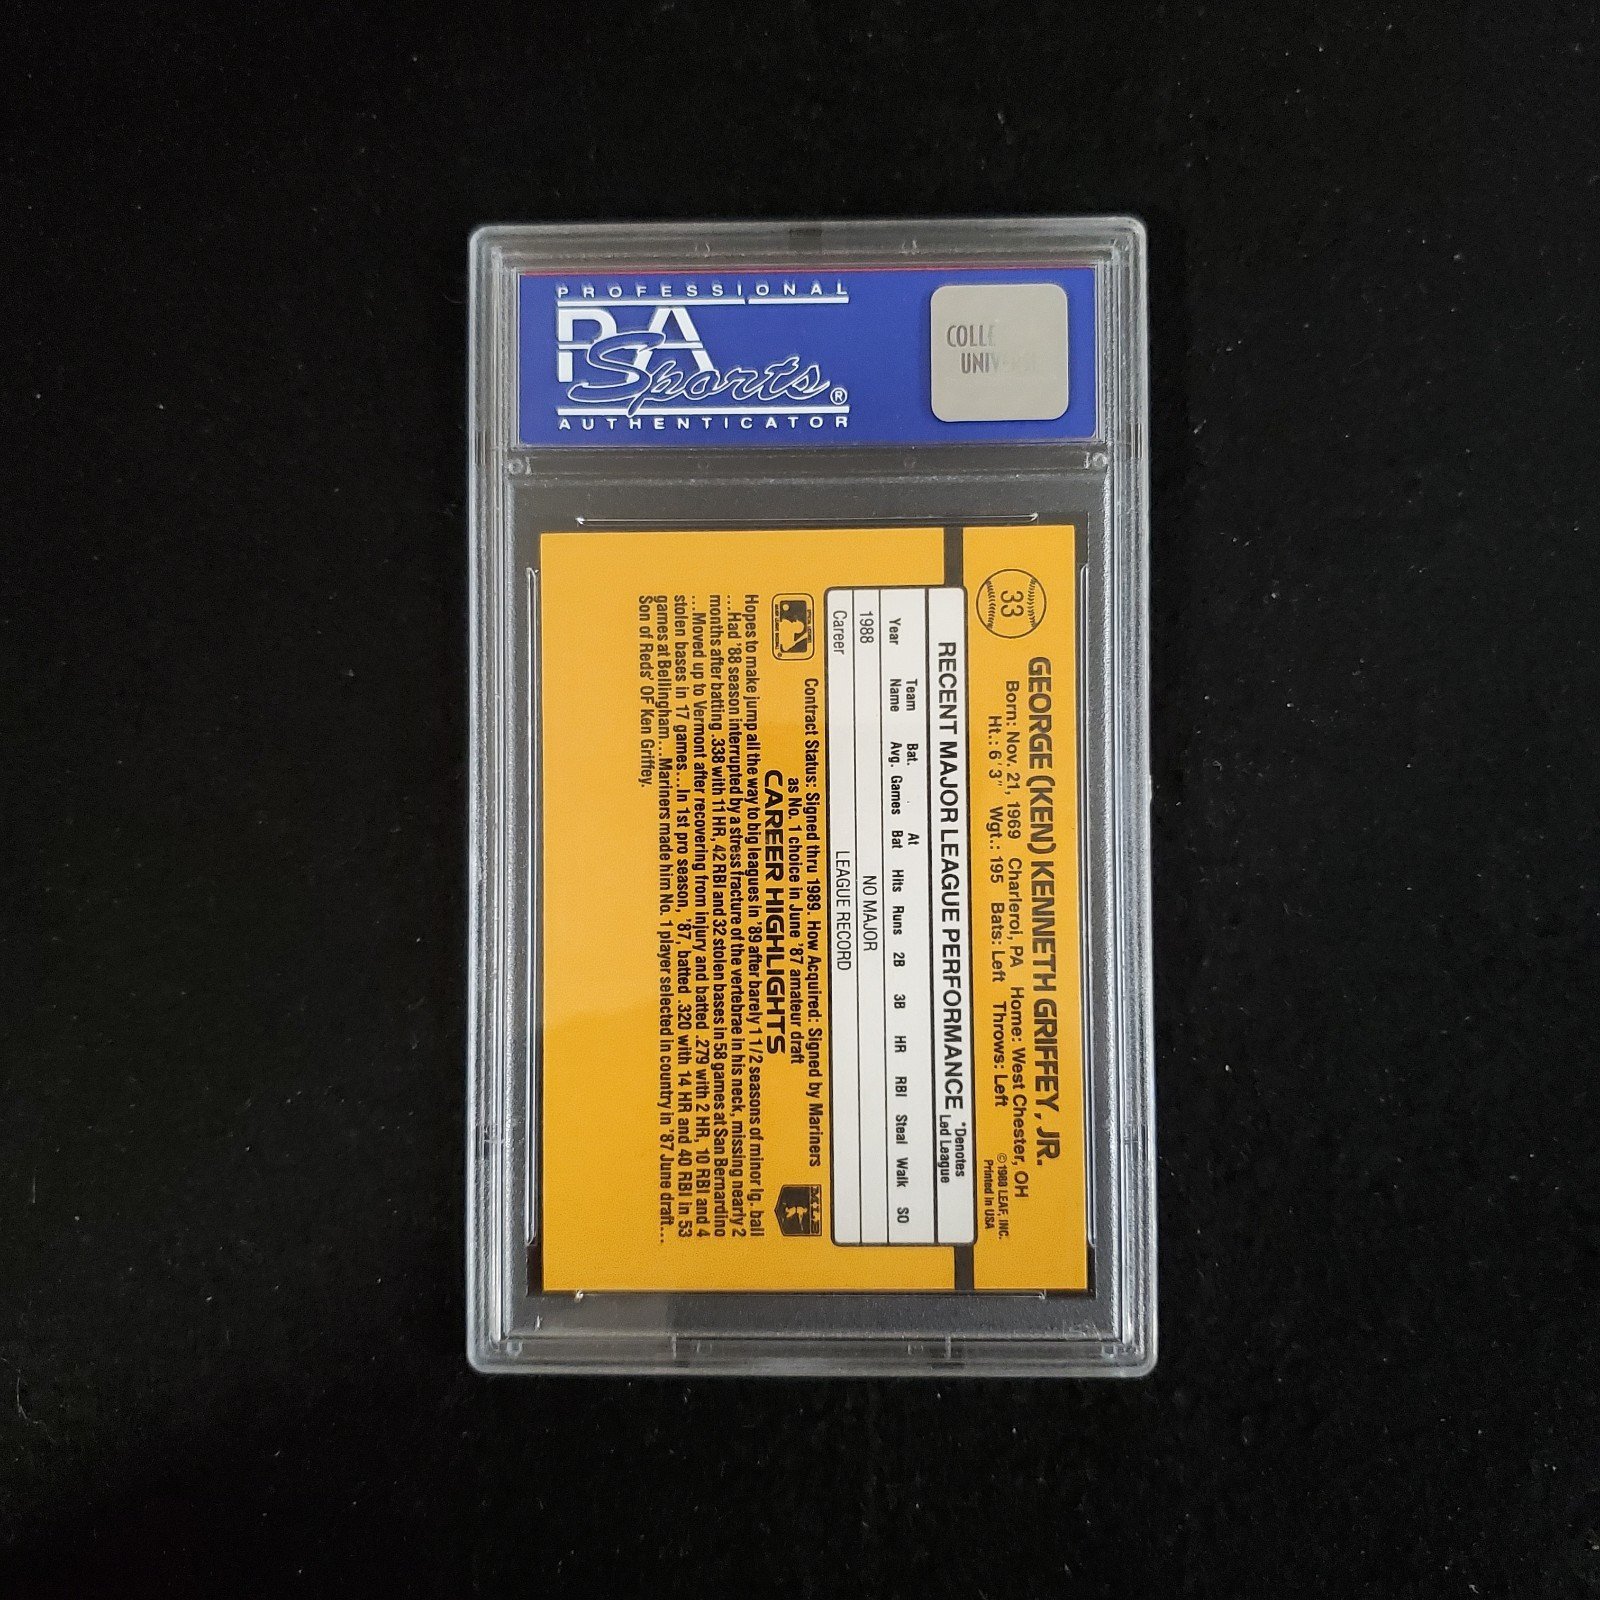 PROFESSIONAL
PSA
Sports®
AUTHENTICATOR
COLLE
UNIV
33
GEORGE (KEN) KENNETH GRIFFEY, JR.
Born: Nov. 21, 1969 Charleroi, PA Home: West Chester, OH
Ht.: 6'3" Wgt.: 195 Bats: Left Throws: Left
©1988 LEAF, INC.
Printed in USA
RECENT MAJOR LEAGUE PERFORMANCE *Denotes Led League
Year Team Name Bat. Avg. Games At Bat Hits Runs 2B 3B HR RBI Steal Walk SO
1988 NO MAJOR
Career LEAGUE RECORD
Contract Status: Signed thru 1989. How Acquired: Signed by Mariners
as No. 1 choice in June '87 amateur draft
CAREER HIGHLIGHTS
MLB
Hopes to make jump all the way to big leagues in '89 after barely 1 1/2 seasons of minor lg. ball
...Had '88 season interrupted by a stress fracture of the vertebrae in his neck, missing nearly 2
months after batting .338 with 11 HR, 42 RBI and 32 stolen bases in 58 games at San Bernardino
...Moved up to Vermont after recovering from injury and batted .279 with 2 HR, 10 RBI and 4
stolen bases in 17 games...In 1st pro season, '87, batted .320 with 14 HR and 40 RBI in 53
games at Bellingham...Mariners made him No. 1 player selected in country in '87 June draft...
Son of Reds' OF Ken Griffey.